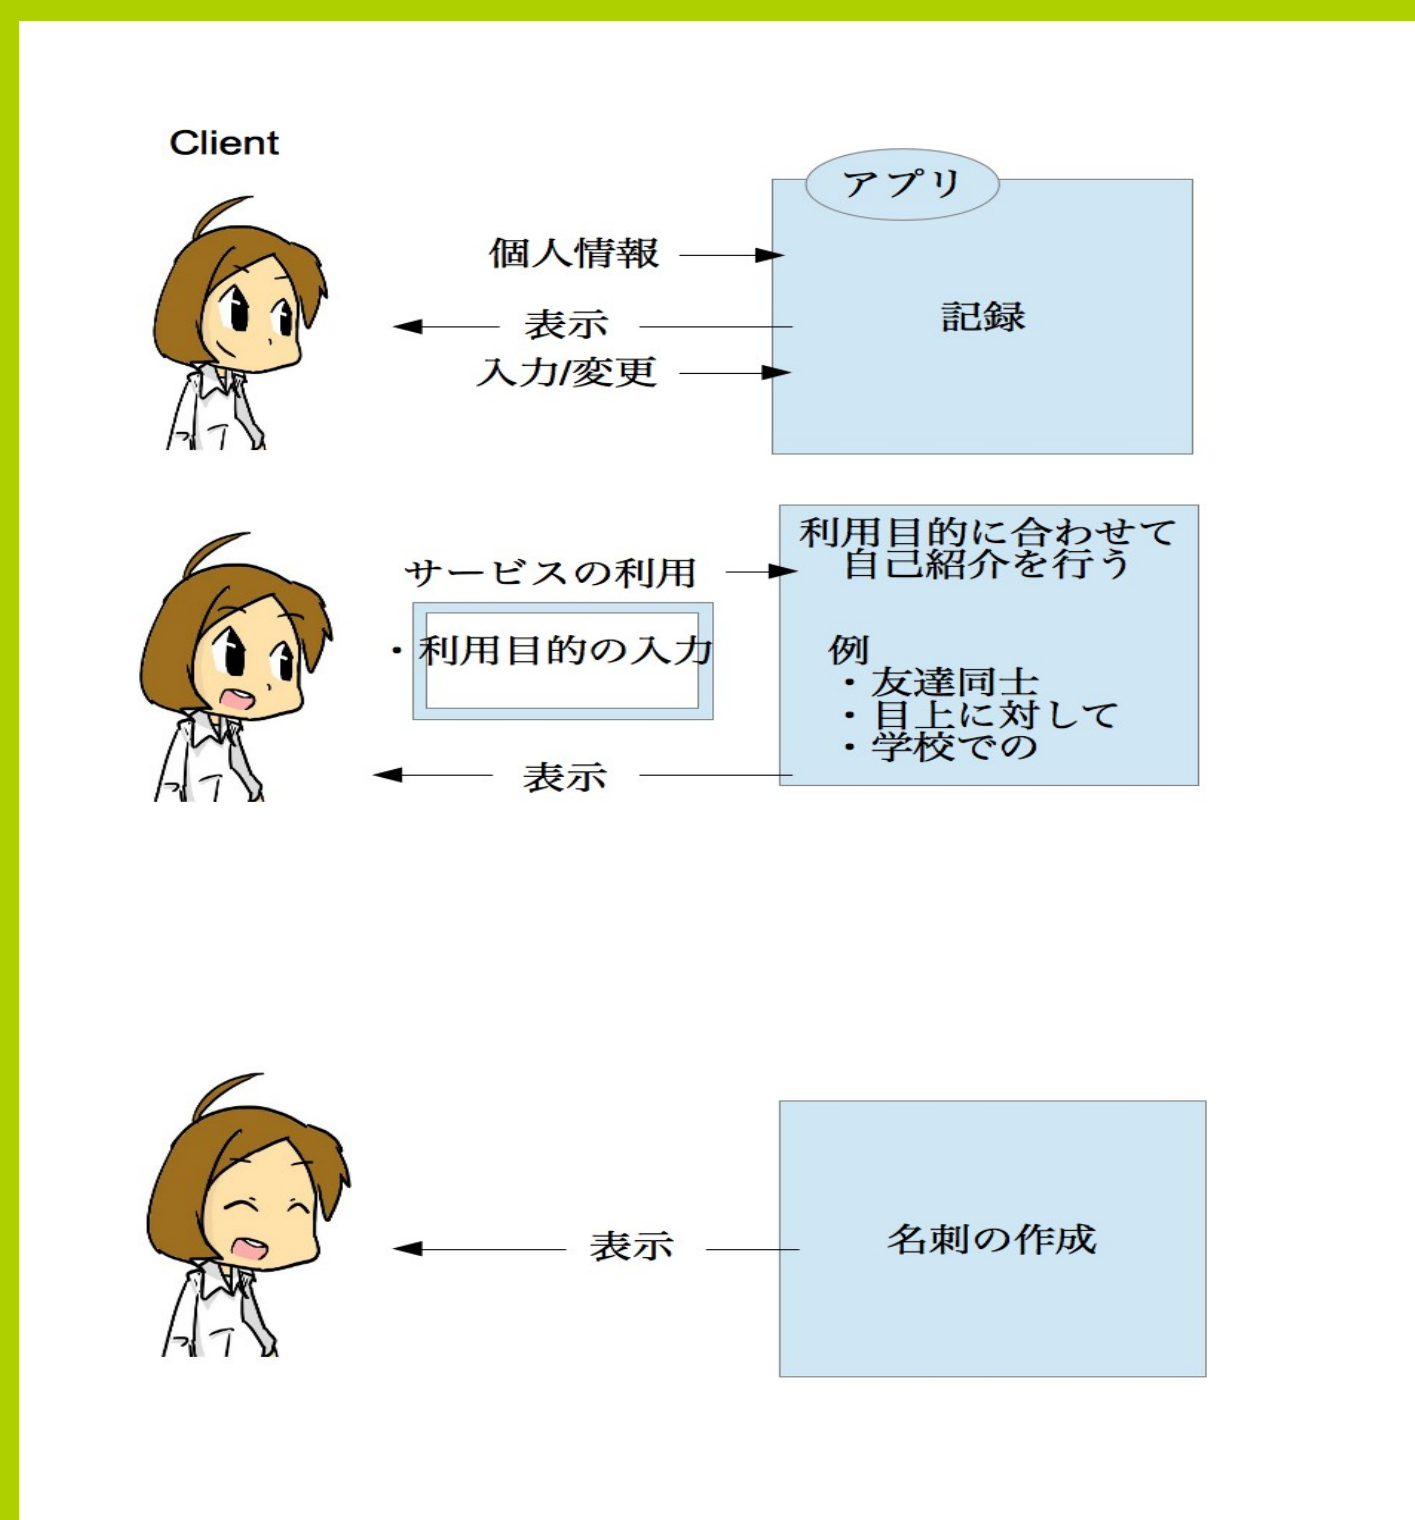 Client
アプリ
個人情報
表示
入力/変更
記録
サービスの利用
・利用目的の入力
表示
利用目的に合わせて
自己紹介を行う
例
・友達同士
・目上に対して
・学校での
表示
名刺の作成